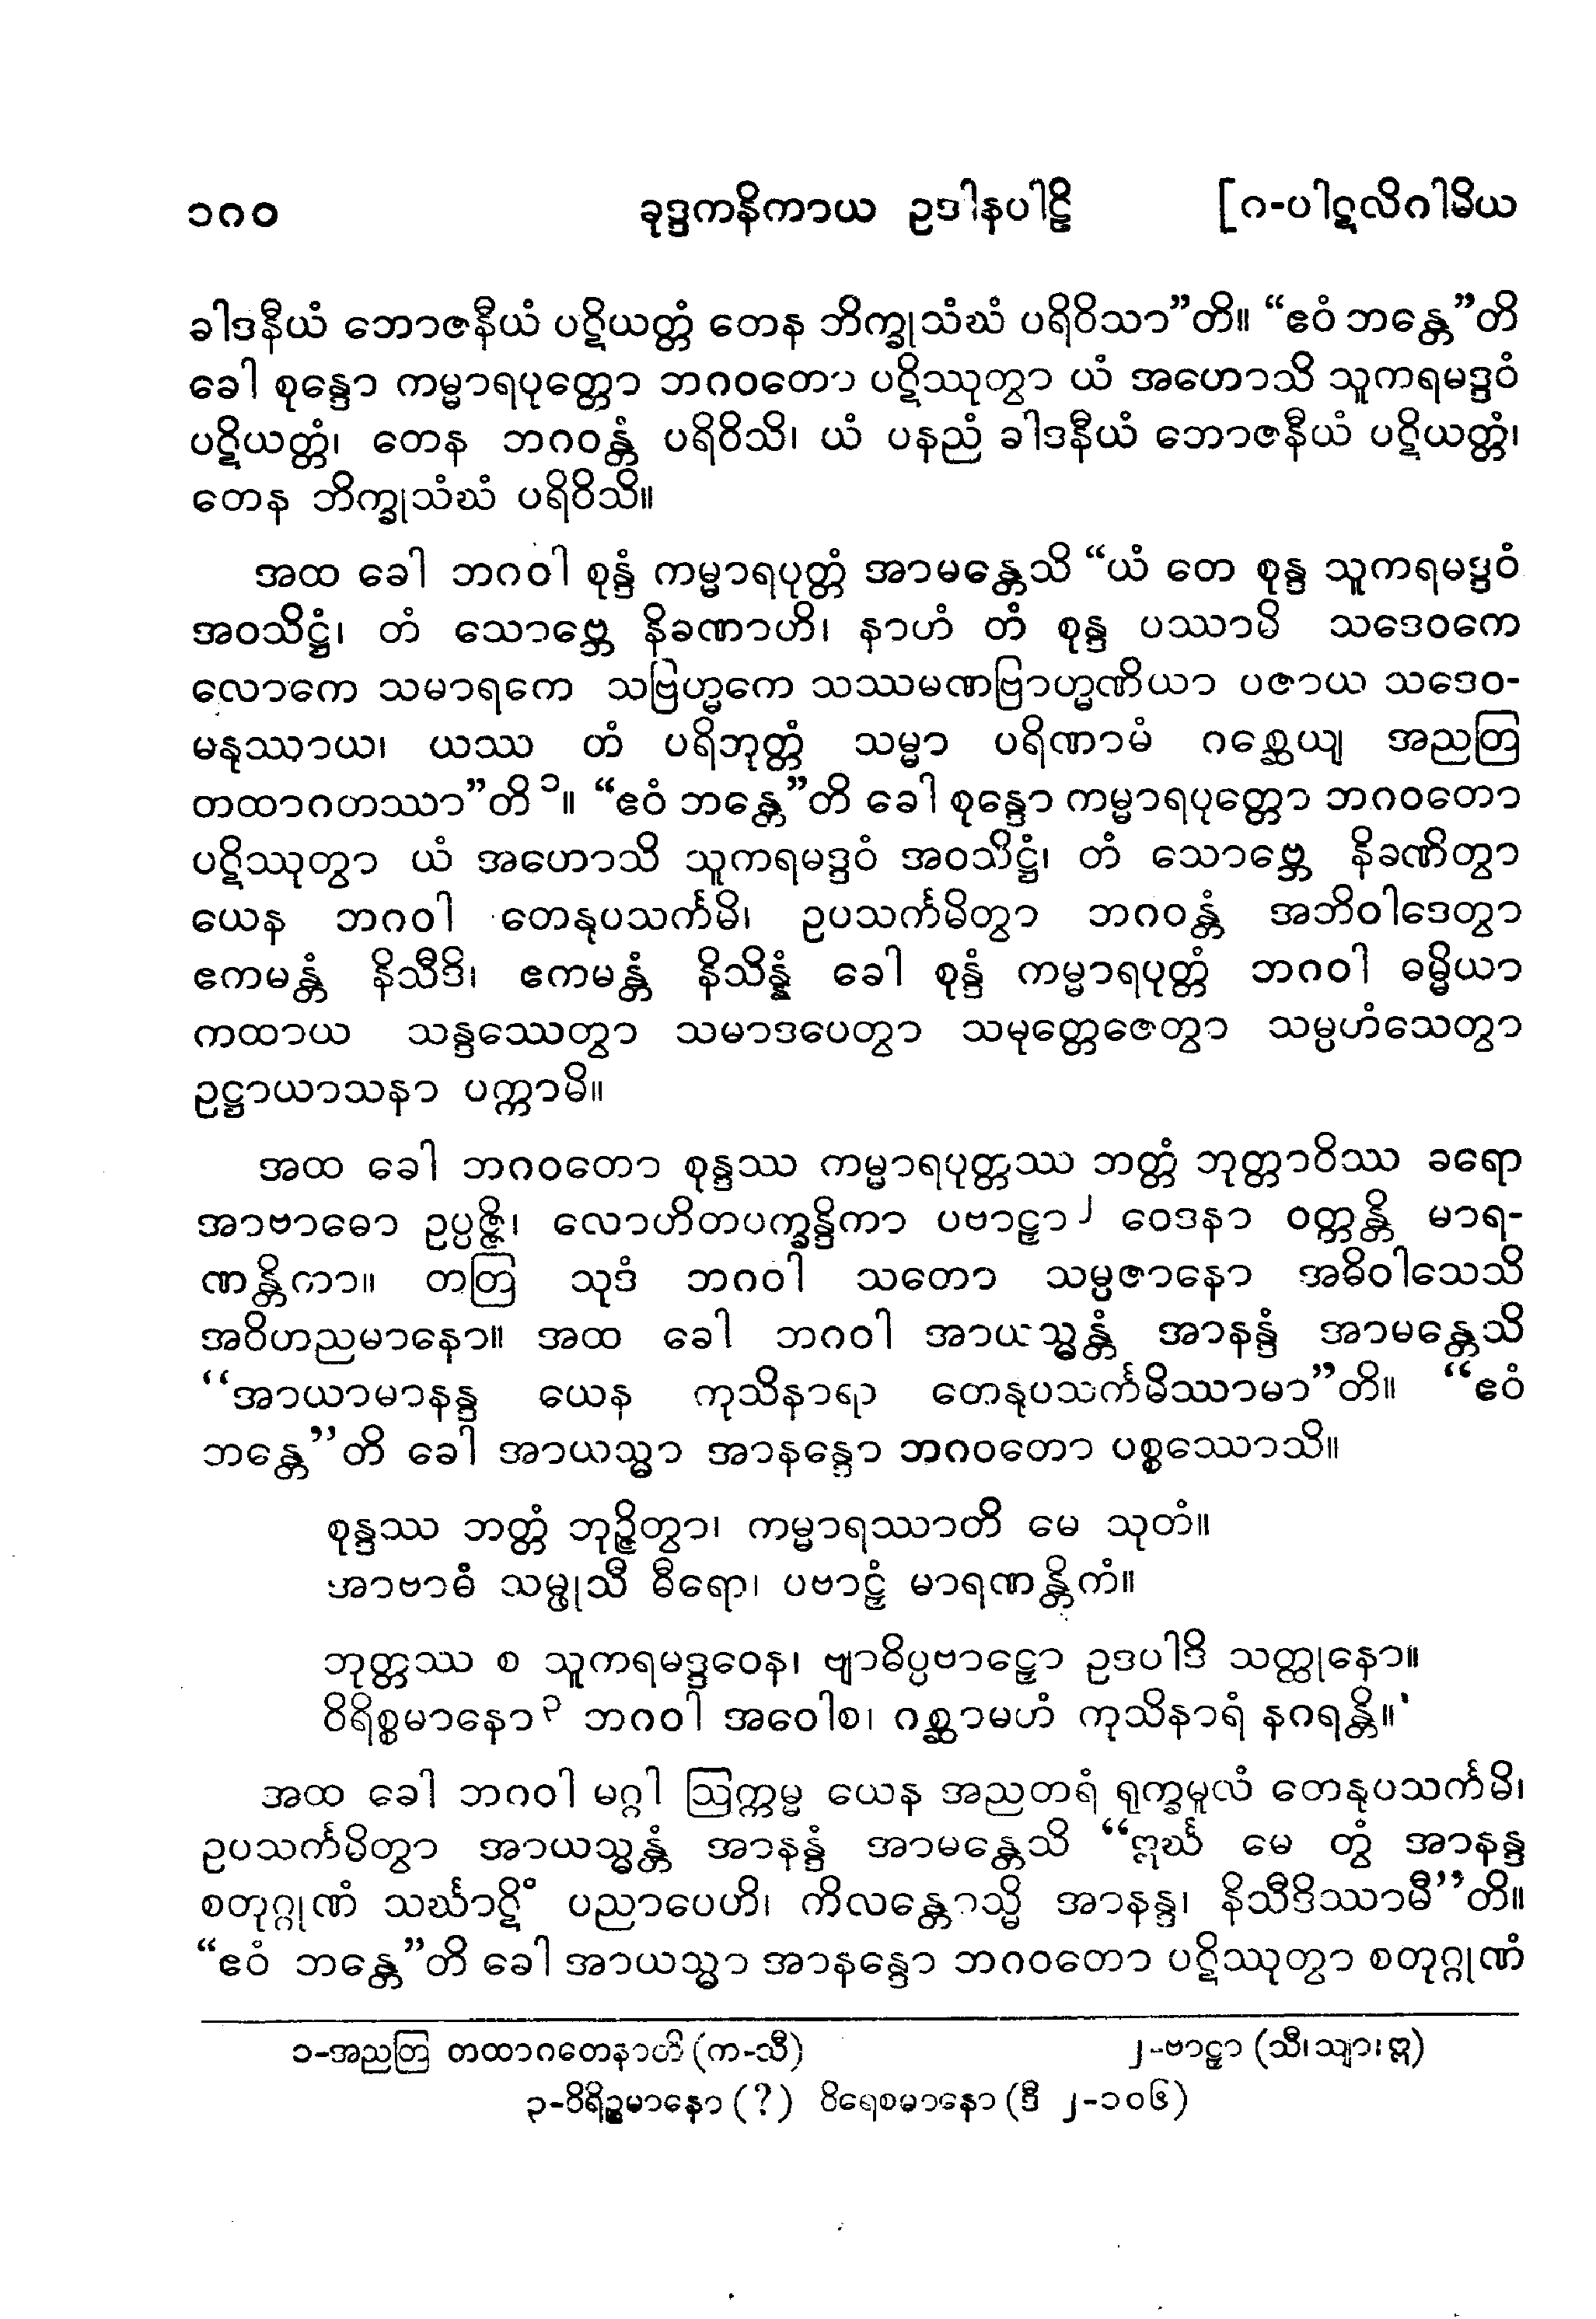 ၁၈၀ ခုဒ္ဒကနိကာယ ဥဒါနပါဠိ [၈-ပါဋလိဂါမိယ
ခါဒနီယံ ဘောဇနီယံ ပဋိယတ္တံ တေန ဘိက္ခုသံဃံ ပရိဝိသာ”တိ။ “ဧဝံ ဘန္တေ”တိ
ခေါ စုန္ဒော ကမ္မာရပုတ္တော ဘဂဝတော ပဋိဿုတွာ ယံ အဟောသိ သူကရမဒ္ဒဝံ
ပဋိယတ္တံ၊ တေန ဘဂဝန္တံ ပရိဝိသိ၊ ယံ ပနညံ ခါဒနီယံ ဘောဇနီယံ ပဋိယတ္တံ၊
တေန ဘိက္ခုသံဃံ ပရိဝိသိ။
အထ ခေါ ဘဂဝါ စုန္ဒံ ကမ္မာရပုတ္တံ အာမန္တေသိ “ယံ တေ စုန္ဒ သူကရမဒ္ဒဝံ
အဝသိဋ္ဌံ၊ တံ သောဗ္ဘေ နိခဏာဟိ၊ နာဟံ တံ စုန္ဒ ပဿာမိ သဒေဝကေ
လောကေ သမာရကေ သဗြဟ္မကေ သဿမဏဗြာဟ္မဏိယာ ပဇာယ သဒေဝ-
မနုဿာယ၊ ယဿ တံ ပရိဘုတ္တံ သမ္မာ ပရိဏာမံ ဂစ္ဆေယျ အညတြ
တထာဂတဿာ”တိ ၁။ “ဧဝံ ဘန္တေ”တိ ခေါ စုန္ဒော ကမ္မာရပုတ္တော ဘဂဝတော
ပဋိဿုတွာ ယံ အဟောသိ သူကရမဒ္ဒဝံ အဝသိဋ္ဌံ၊ တံ သောဗ္ဘေ နိခဏိတွာ
ယေန ဘဂဝါ တေနုပသင်္ကမိ၊ ဥပသင်္ကမိတွာ ဘဂဝန္တံ အဘိဝါဒေတွာ
ဧကမန္တံ နိသီဒိ၊ ဧကမန္တံ နိသိန္နံ ခေါ စုန္ဒံ ကမ္မာရပုတ္တံ ဘဂဝါ ဓမ္မိယာ
ကထာယ သန္ဒဿေတွာ သမာဒပေတွာ သမုတ္တေဇေတွာ သမ္ပဟံသေတွာ
ဥဋ္ဌာယာသနာ ပက္ကာမိ။
အထ ခေါ ဘဂဝတော စုန္ဒဿ ကမ္မာရပုတ္တဿ ဘတ္တံ ဘုတ္တာဝိဿ ခရော
အာဗာဓော ဥပ္ပဇ္ဇိ၊ လောဟိတပက္ခန္ဒိကာ ပဗာဠှာ ၂ ဝေဒနာ ဝတ္တန္တိ မာရ-
ဏန္တိကာ။ တတြ သုဒံ ဘဂဝါ သတော သမ္ပဇာနော အဓိဝါသေသိ
အဝိဟညမာနော။ အထ ခေါ ဘဂဝါ အာယသ္မန္တံ အာနန္ဒံ အာမန္တေသိ
“အာယာမာနန္ဒ ယေန ကုသိနာရာ တေနုပသင်္ကမိဿာမာ”တိ။ “ဧဝံ
ဘန္တေ”တိ ခေါ အာယသ္မာ အာနန္ဒော ဘဂဝတော ပစ္စဿောသိ။
စုန္ဒဿ ဘတ္တံ ဘုဉ္ဇိတွာ၊ ကမ္မာရဿာတိ မေ သုတံ။
အာဗာဓံ သမ္ဖုသီ ဓီရော၊ ပဗာဠှံ မာရဏန္တိကံ။
ဘုတ္တဿ စ သူကရမဒ္ဒဝေန၊ ဗျာဓိပ္ပဗာဠှော ဥဒပါဒိ သတ္ထုနော။
ဝိရိစ္စမာနော ၃ ဘဂဝါ အဝေါစ၊ ဂစ္ဆာမဟံ ကုသိနာရံ နဂရန္တိ။
အထ ခေါ ဘဂဝါ မဂ္ဂါ ဩက္ကမ္မ ယေန အညတရံ ရုက္ခမူလံ တေနုပသင်္ကမိ၊
ဥပသင်္ကမိတွာ အာယသ္မန္တံ အာနန္ဒံ အာမန္တေသိ “ဣင်္ဃ မေ တွံ အာနန္ဒ
စတုဂ္ဂုဏံ သင်္ဃာဋိံ ပညာပေဟိ၊ ကိလန္တောသ္မိ အာနန္ဒ၊ နိသီဒိဿာမီ”တိ။
“ဧဝံ ဘန္တေ”တိ ခေါ အာယသ္မာ အာနန္ဒော ဘဂဝတော ပဋိဿုတွာ စတုဂ္ဂုဏံ
၁-အညတြ တထာဂတေနာတိ (က-သီ) ၂-ဗာဠှာ (သီ၊သျာ၊ဣ)
၃-ဝိရိဉ္စမာနော (?) ဝိရေစမာနော (ဒီ ၂-၁၀၆)